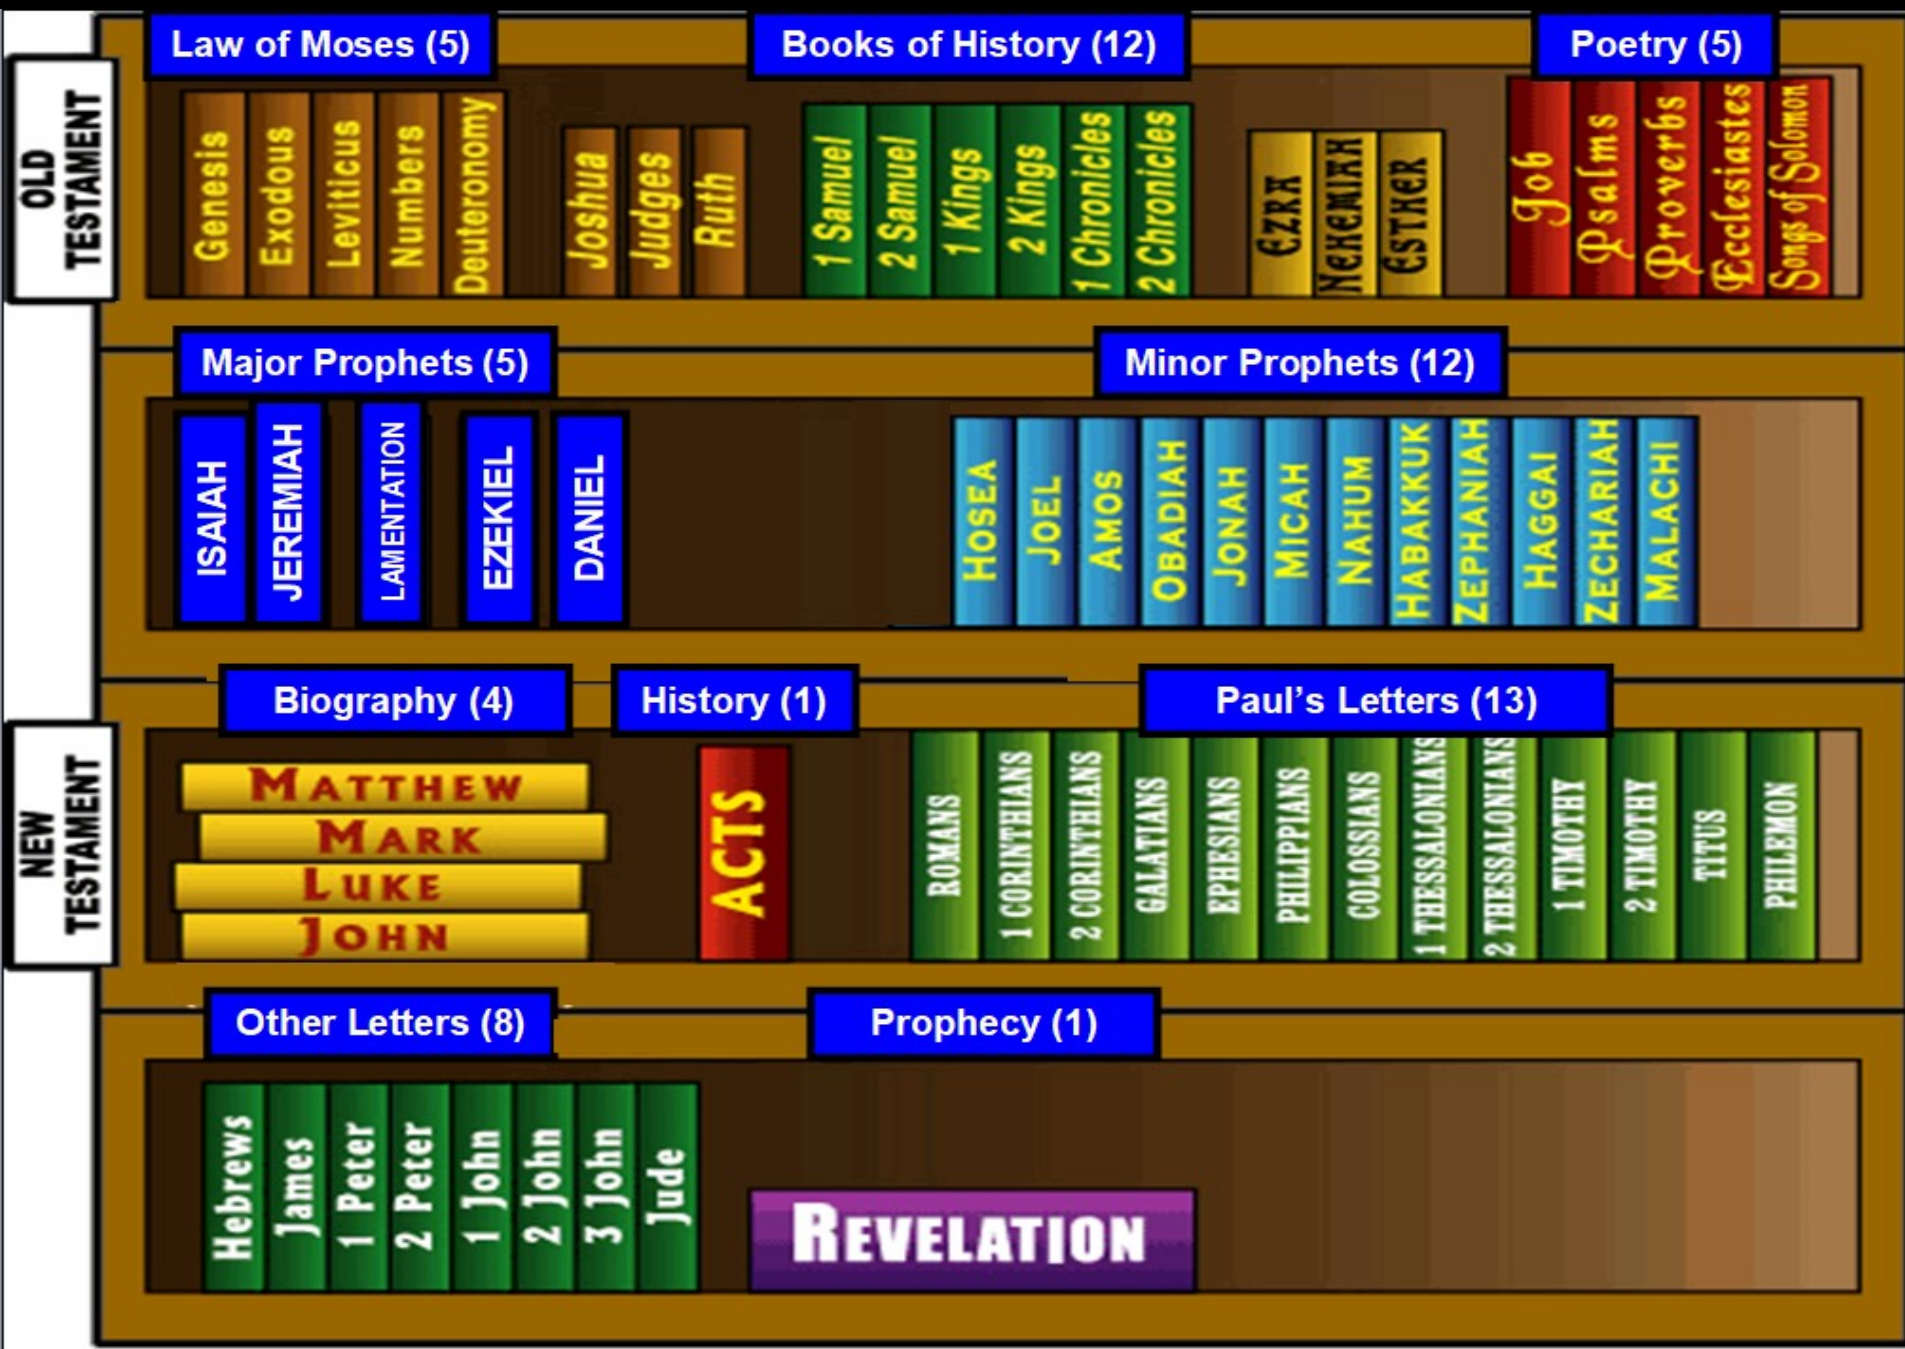 OLD
TESTAMENT
Law of Moses (5)
Books of History (12)
Poetry (5)
Genesis
Exodous
Leviticus
Numbers
Deuteronomy
Joshua
Judges
Ruth
1 Samuel
2 Samuel
1 Kings
2 Kings
1 Chronicles
2 Chronicles
EZRA
NEHEMIAH
ESTHER
Job
Psalms
Proverbs
Ecclesiastes
Songs of Solomon
Major Prophets (5)
Minor Prophets (12)
ISAIAH
JEREMIAH
LAMENTATION
EZEKIEL
DANIEL
HOSEA
JOEL
AMOS
OBADIAH
JONAH
MICAH
NAHUM
HABAKKUK
ZEPHANIAH
HAGGAI
ZECHARIAH
MALACHI
NEW
TESTAMENT
Biography (4)
History (1)
Paul’s Letters (13)
MATTHEW
MARK
LUKE
JOHN
ACTS
ROMANS
1 CORINTHIANS
2 CORINTHIANS
GALATIANS
EPHESIANS
PHILIPPIANS
COLOSSIANS
1 THESSALONIANS
2 THESSALONIANS
1 TIMOTHY
2 TIMOTHY
TITUS
PHILEMON
Other Letters (8)
Prophecy (1)
Hebrews
James
1 Peter
2 Peter
1 John
2 John
3 John
Jude
REVELATION